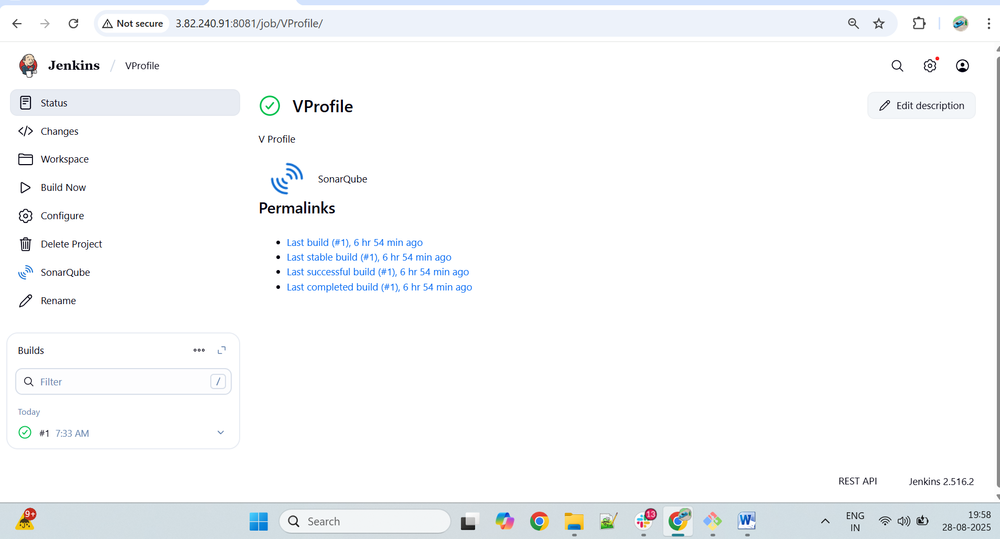 Not secure
3.82.240.91:8081/job/VProfile/
Jenkins / VProfile
Status
Changes
Workspace
Build Now
Configure
Delete Project
SonarQube
Rename
VProfile
Edit description
V Profile
SonarQube
Permalinks
Last build (#1), 6 hr 54 min ago
Last stable build (#1), 6 hr 54 min ago
Last successful build (#1), 6 hr 54 min ago
Last completed build (#1), 6 hr 54 min ago
Builds
Filter /
Today
#1 7:33 AM
REST API Jenkins 2.516.2
9+
Search
13
W
ENG
IN
19:58
28-08-2025